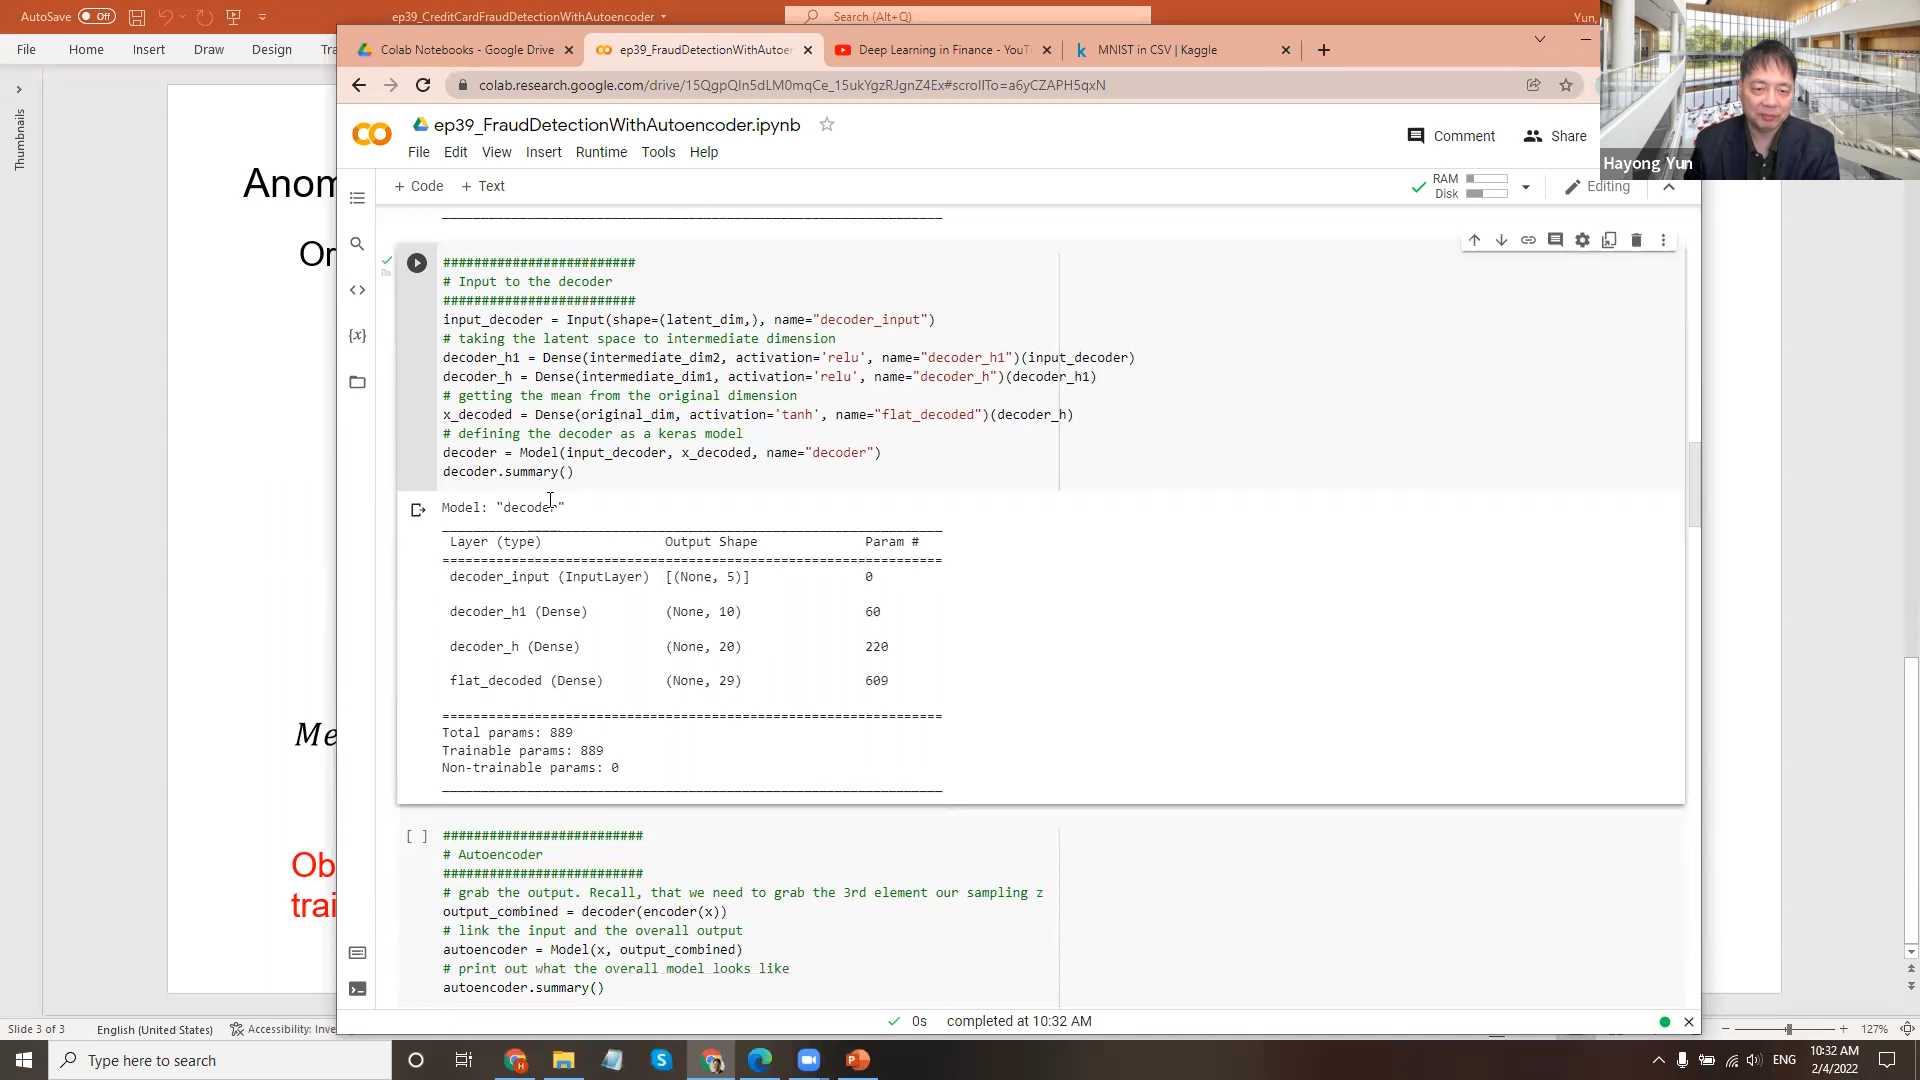 AutoSave Off
ep39_CreditCardFraudDetectionWithAutoencoder
Search (Alt+Q)
Yun,
File Home Insert Draw Design
Colab Notebooks - Google Drive
MNIST in CSV | Kaggle
colab.research.google.com/drive/15QgpQIn5dLM0mqCe_15ukYgzRJgnZ4Ex#scrollTo=a6yCZAPH5qxN
Hayong Yun
ep39_FraudDetectionWithAutoencoder.ipynb
Comment
Share
File Edit View Insert Runtime Tools Help
+ Code + Text
RAM
Disk
Editing
Thumbnails
#########################
# Input to the decoder
#########################
input_decoder = Input(shape=(latent_dim,), name="decoder_input")
# taking the latent space to intermediate dimension
decoder_h1 = Dense(intermediate_dim2, activation='relu', name="decoder_h1")(input_decoder)
decoder_h = Dense(intermediate_dim1, activation='relu', name="decoder_h")(decoder_h1)
# getting the mean from the original dimension
x_decoded = Dense(original_dim, activation='tanh', name="flat_decoded")(decoder_h)
# defining the decoder as a keras model
decoder = Model(input_decoder, x_decoded, name="decoder")
decoder.summary()
Model: "decoder"
Layer (type) Output Shape Param #
decoder_input (InputLayer) [(None, 5)] 0
decoder_h1 (Dense) (None, 10) 60
decoder_h (Dense) (None, 20) 220
flat_decoded (Dense) (None, 29) 609
Total params: 889
Trainable params: 889
Non-trainable params: 0
[ ]
##########################
# Autoencoder
##########################
# grab the output. Recall, that we need to grab the 3rd element our sampling z
output_combined = decoder(encoder(x))
# link the input and the overall output
autoencoder = Model(x, output_combined)
# print out what the overall model looks like
autoencoder.summary()
0s completed at 10:32 AM
Slide 3 of 3
English (United States)
127%
Type here to search
ENG
10:32 AM
2/4/2022